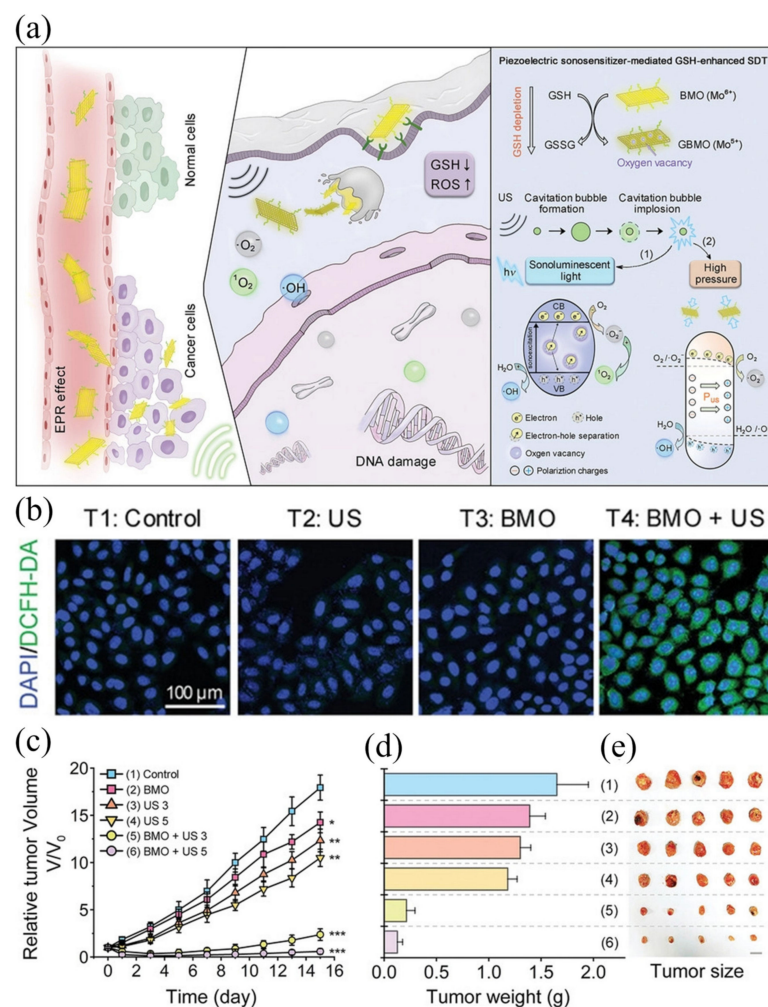 (a)
Normal cells
Cancer cells
EPR effect
GSH ↓
ROS ↑
·O₂⁻
¹O₂
·OH
DNA damage
Piezoelectric sonosensitizer-mediated GSH-enhanced SDT
GSH depletion
GSH
GSSG
BMO (Mo⁶⁺)
GBMO (Mo⁵⁺)
Oxygen vacancy
US
Cavitation bubble formation
Cavitation bubble implosion
(1)
(2)
hν
Sonoluminescent light
High pressure
CB
e⁻ e⁻ e⁻
sonoexcitation
h⁺ h⁺ h⁺
VB
O₂
·O₂⁻
¹O₂
H₂O
·OH
e⁻ Electron
h⁺ Hole
Electron-hole separation
Oxgen vacancy
⊖ ⊕ Polariztion charges
O₂/·O₂⁻
O₂
·O₂⁻
P_US
H₂O
·OH
(b)
T1: Control
T2: US
T3: BMO
T4: BMO + US
DAPI/DCFH-DA
100 μm
(c)
Relative tumor Volume
V/V₀
20
15
10
5
0
(1) Control
(2) BMO
(3) US 3
(4) US 5
(5) BMO + US 3
(6) BMO + US 5
*
**
**
***
***
0 2 4 6 8 10 12 14 16
Time (day)
(d)
(1)
(2)
(3)
(4)
(5)
(6)
0.0 0.5 1.0 1.5 2.0
Tumor weight (g)
(e)
Tumor size